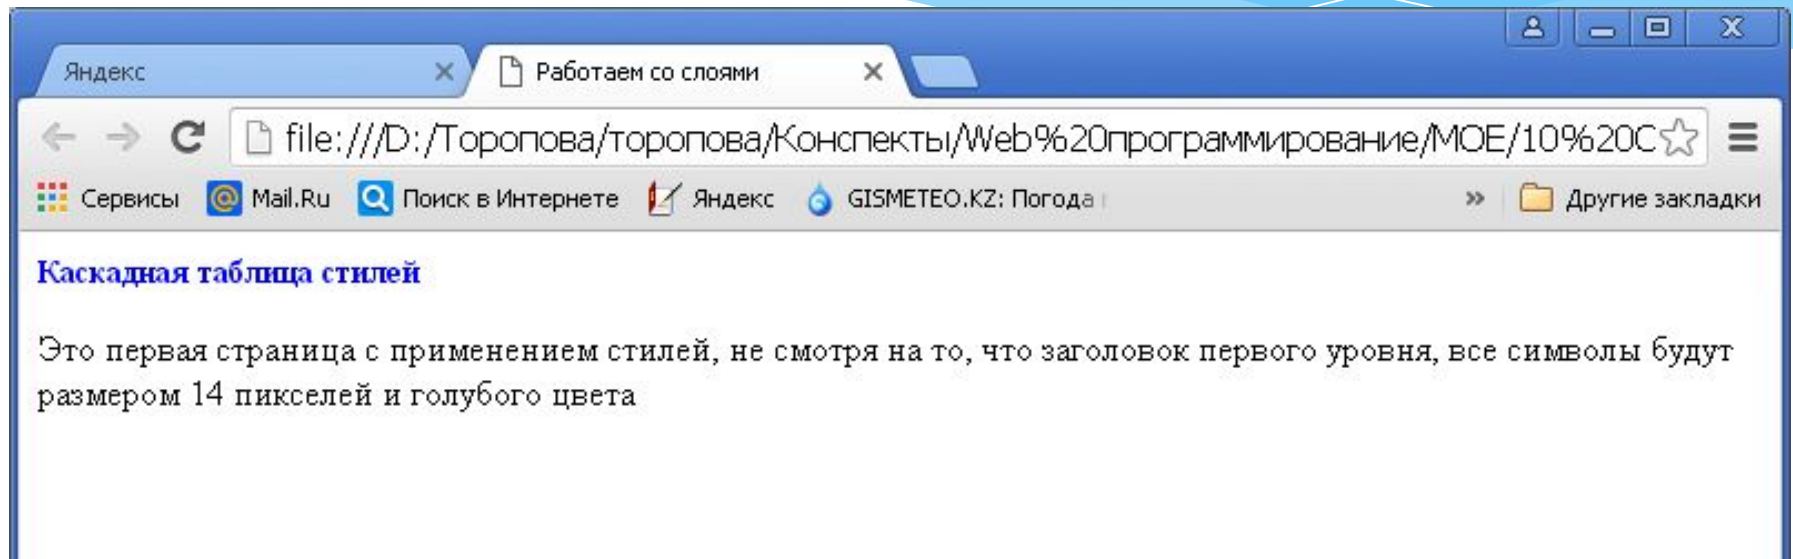 Яндекс
Работаем со слоями
file:///D:/Торопова/торопова/Конспекты/Web%20программирование/МОЕ/10%20С
Сервисы Mail.Ru Поиск в Интернете Яндекс GISMETEO.KZ: Погода » Другие закладки
Каскадная таблица стилей
Это первая страница с применением стилей, не смотря на то, что заголовок первого уровня, все символы будут
размером 14 пикселей и голубого цвета